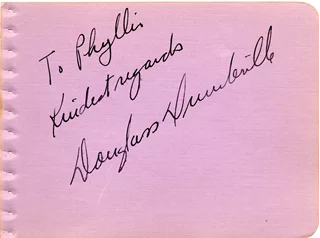 To Phyllis
Kindest regards
Douglass Dumbrille